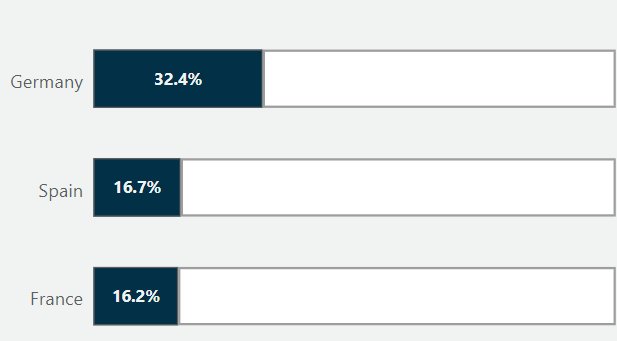 Germany 32.4%
Spain 16.7%
France 16.2%